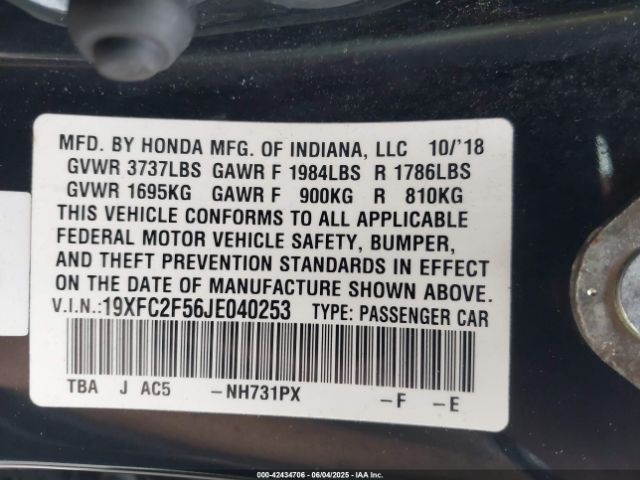 MFD. BY HONDA MFG. OF INDIANA, LLC 10/'18
GVWR 3737LBS GAWR F 1984LBS R 1786LBS
GVWR 1695KG GAWR F 900KG R 810KG
THIS VEHICLE CONFORMS TO ALL APPLICABLE
FEDERAL MOTOR VEHICLE SAFETY, BUMPER,
AND THEFT PREVENTION STANDARDS IN EFFECT
ON THE DATE OF MANUFACTURE SHOWN ABOVE.
V.I.N.:19XFC2F56JE040253 TYPE: PASSENGER CAR
TBA J AC5 -NH731PX -F -E
00-42434706 - 06/04/2025 - IAA Inc.